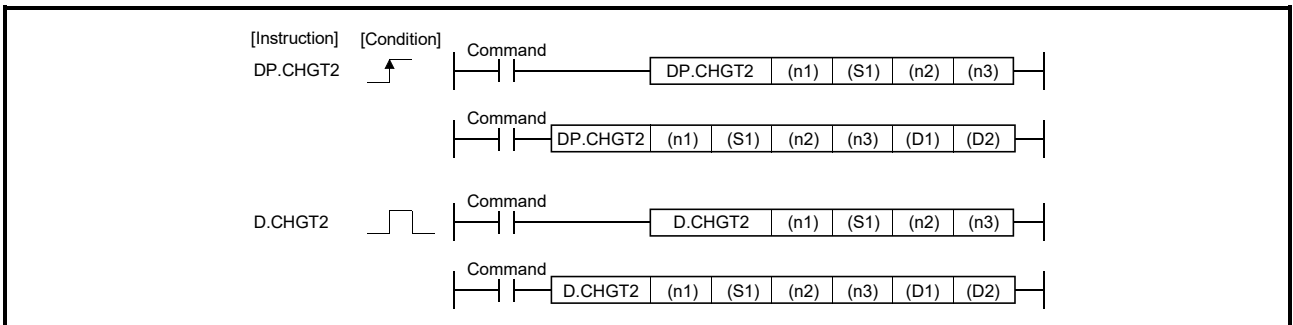 [Instruction] [Condition]
Command
DP.CHGT2 DP.CHGT2 (n1) (S1) (n2) (n3)
Command
DP.CHGT2 (n1) (S1) (n2) (n3) (D1) (D2)
Command
D.CHGT2 D.CHGT2 (n1) (S1) (n2) (n3)
Command
D.CHGT2 (n1) (S1) (n2) (n3) (D1) (D2)